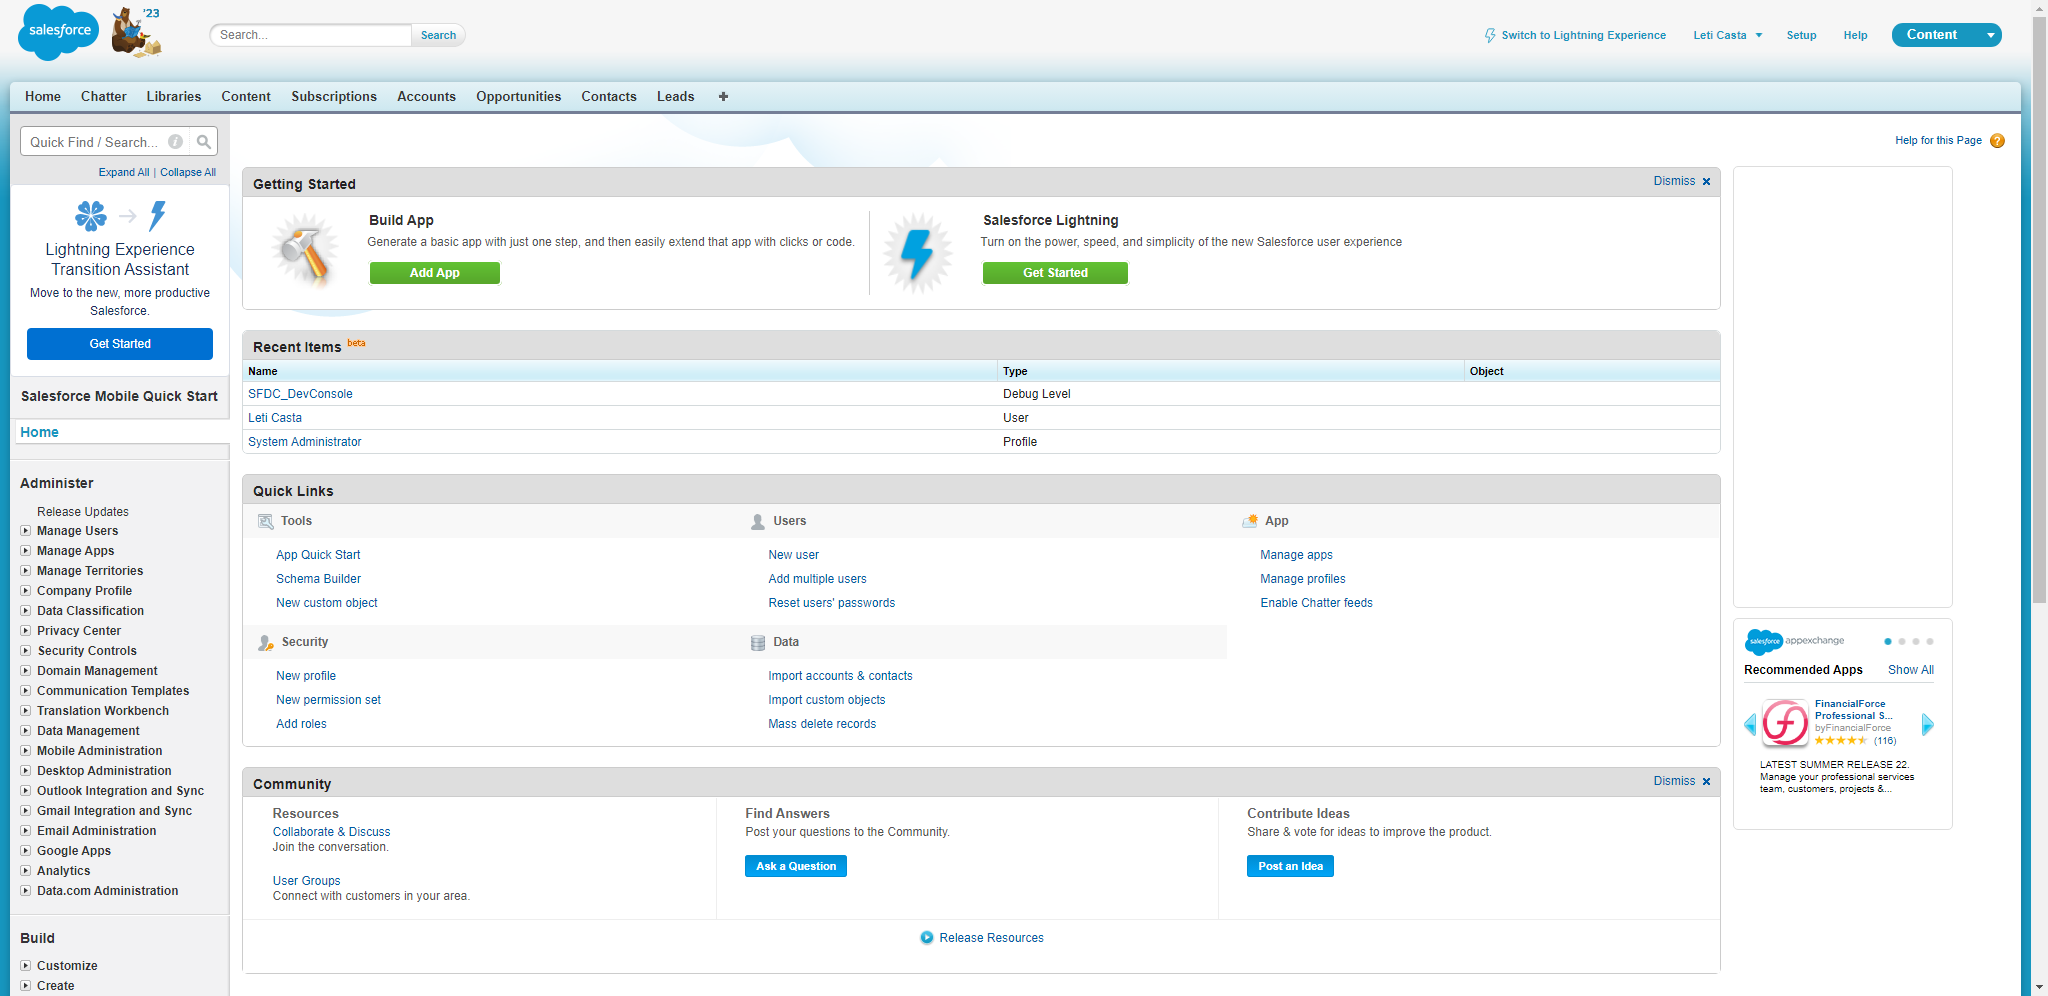 salesforce
'23
Search...
Search
Switch to Lightning Experience
Leti Casta
Setup
Help
Content
Home
Chatter
Libraries
Content
Subscriptions
Accounts
Opportunities
Contacts
Leads
Quick Find / Search...
Expand All | Collapse All
Lightning Experience
Transition Assistant
Move to the new, more productive
Salesforce.
Get Started
Salesforce Mobile Quick Start
Home
Administer
Release Updates
Manage Users
Manage Apps
Manage Territories
Company Profile
Data Classification
Privacy Center
Security Controls
Domain Management
Communication Templates
Translation Workbench
Data Management
Mobile Administration
Desktop Administration
Outlook Integration and Sync
Gmail Integration and Sync
Email Administration
Google Apps
Analytics
Data.com Administration
Build
Customize
Create
Help for this Page
Getting Started
Dismiss
Build App
Generate a basic app with just one step, and then easily extend that app with clicks or code.
Add App
Salesforce Lightning
Turn on the power, speed, and simplicity of the new Salesforce user experience
Get Started
Recent Items beta
Name Type Object
SFDC_DevConsole Debug Level
Leti Casta User
System Administrator Profile
Quick Links
Tools
App Quick Start
Schema Builder
New custom object
Users
New user
Add multiple users
Reset users' passwords
App
Manage apps
Manage profiles
Enable Chatter feeds
Security
New profile
New permission set
Add roles
Data
Import accounts & contacts
Import custom objects
Mass delete records
Community
Dismiss
Resources
Collaborate & Discuss
Join the conversation.
User Groups
Connect with customers in your area.
Find Answers
Post your questions to the Community.
Ask a Question
Contribute Ideas
Share & vote for ideas to improve the product.
Post an Idea
Release Resources
salesforce appexchange
Recommended Apps
Show All
FinancialForce
Professional S...
byFinancialForce
(116)
LATEST SUMMER RELEASE 22.
Manage your professional services
team, customers, projects &...